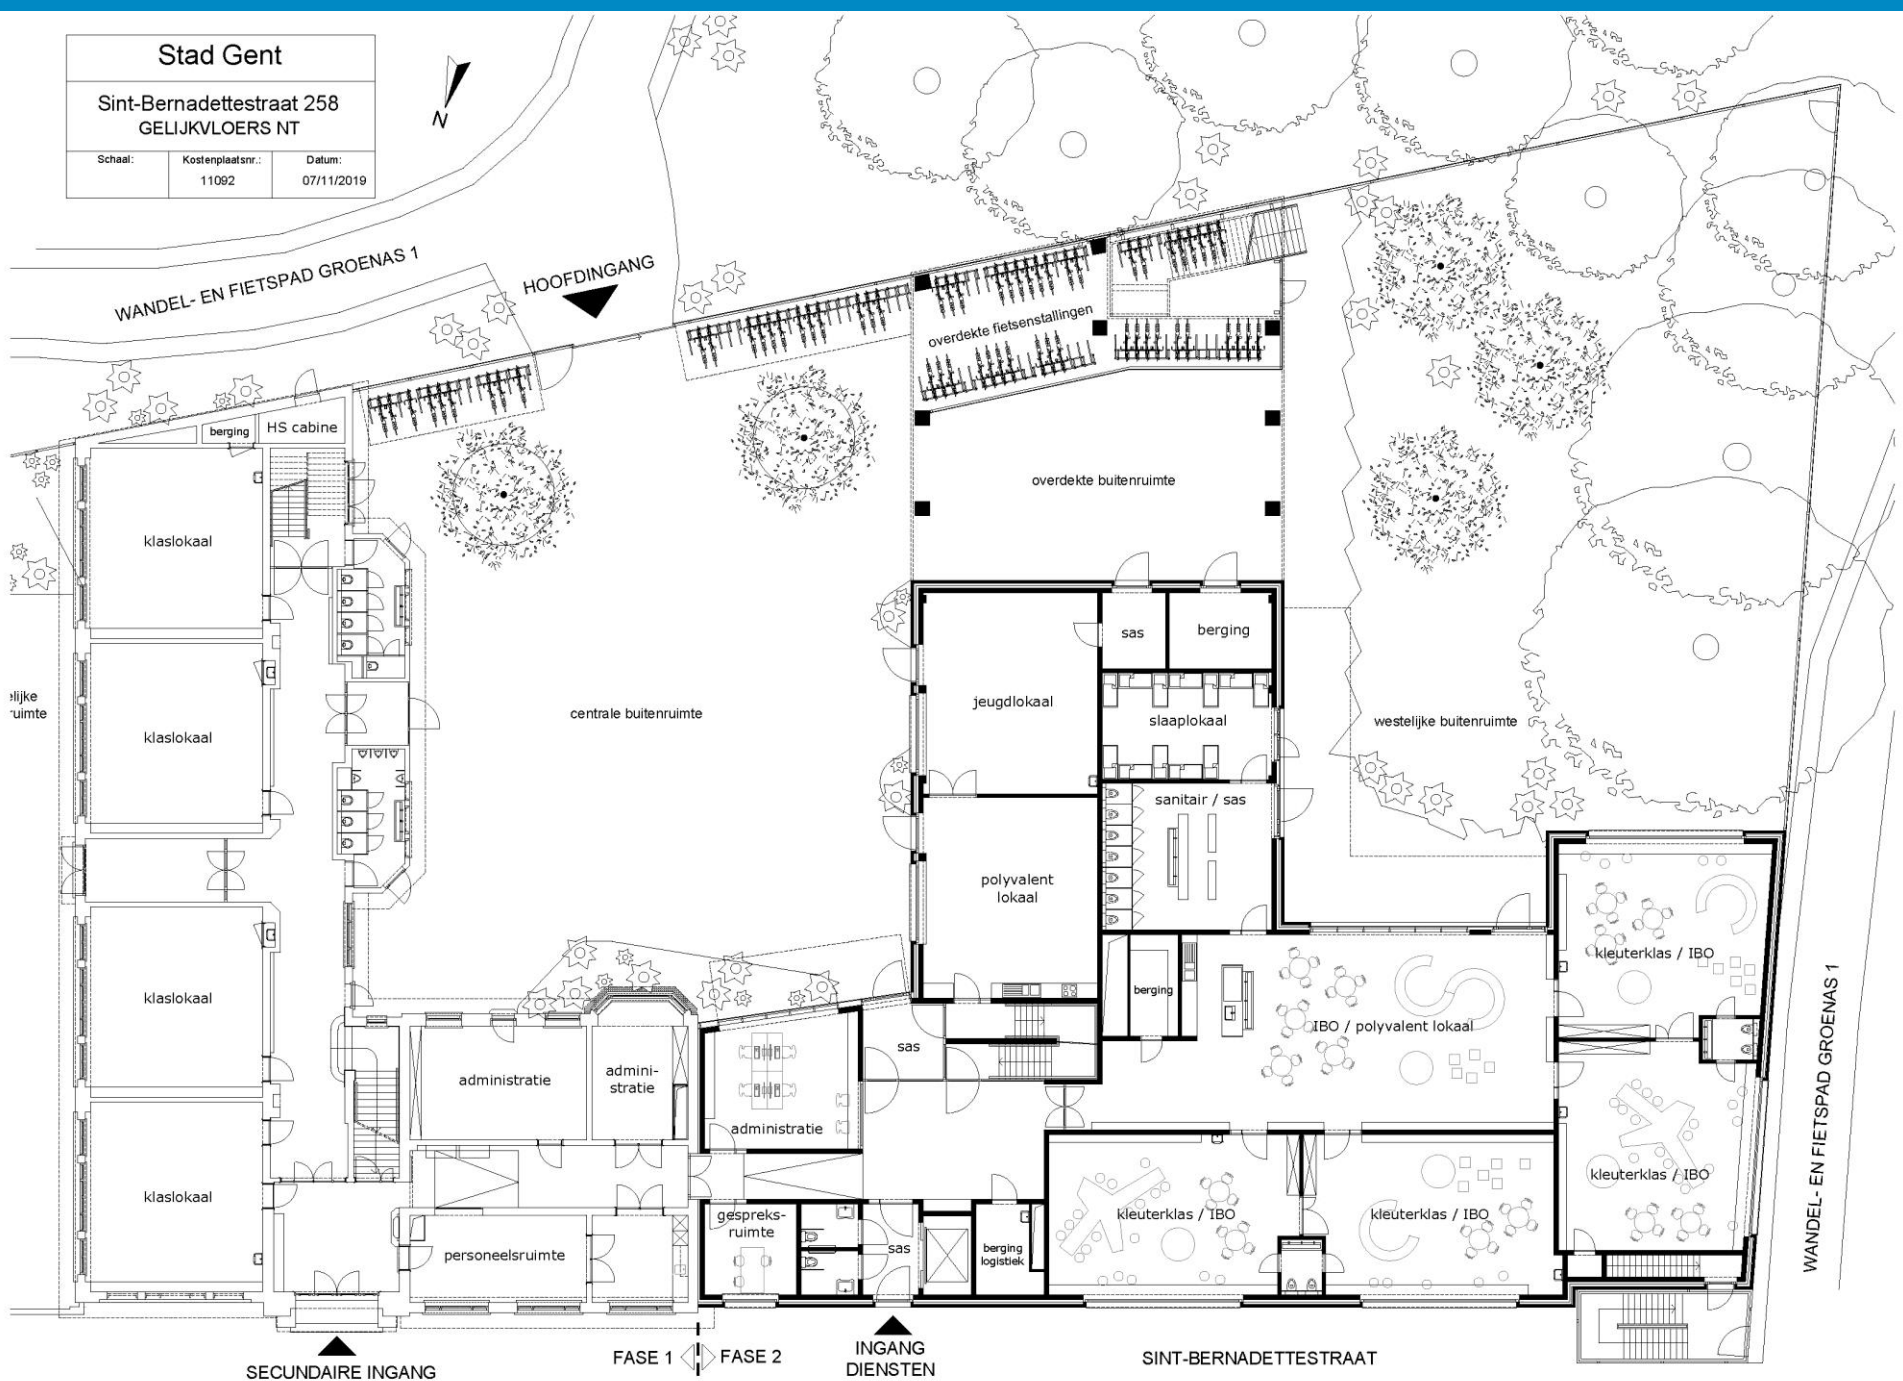 Stad Gent
Sint-Bernadettestraat 258
GELIJKVLOERS NT
Schaal:
Kostenplaatsnr.:
11092
Datum:
07/11/2019
N
WANDEL- EN FIETSPAD GROENAS 1
HOOFDINGANG
overdekte fietsenstallingen
berging
HS cabine
overdekte buitenruimte
klaslokaal
sas
berging
klaslokaal
centrale buitenruimte
jeugdlokaal
slaaplokaal
westelijke buitenruimte
elijke
ruimte
sanitair / sas
polyvalent
lokaal
kleuterklas / IBO
klaslokaal
berging
IBO / polyvalent lokaal
sas
administratie
admini-
stratie
administratie
kleuterklas / IBO
klaslokaal
gespreks-
ruimte
kleuterklas / IBO
kleuterklas / IBO
personeelsruimte
sas
berging
logistiek
WANDEL- EN FIETSPAD GROENAS 1
SECUNDAIRE INGANG
FASE 1
FASE 2
INGANG
DIENSTEN
SINT-BERNADETTESTRAAT